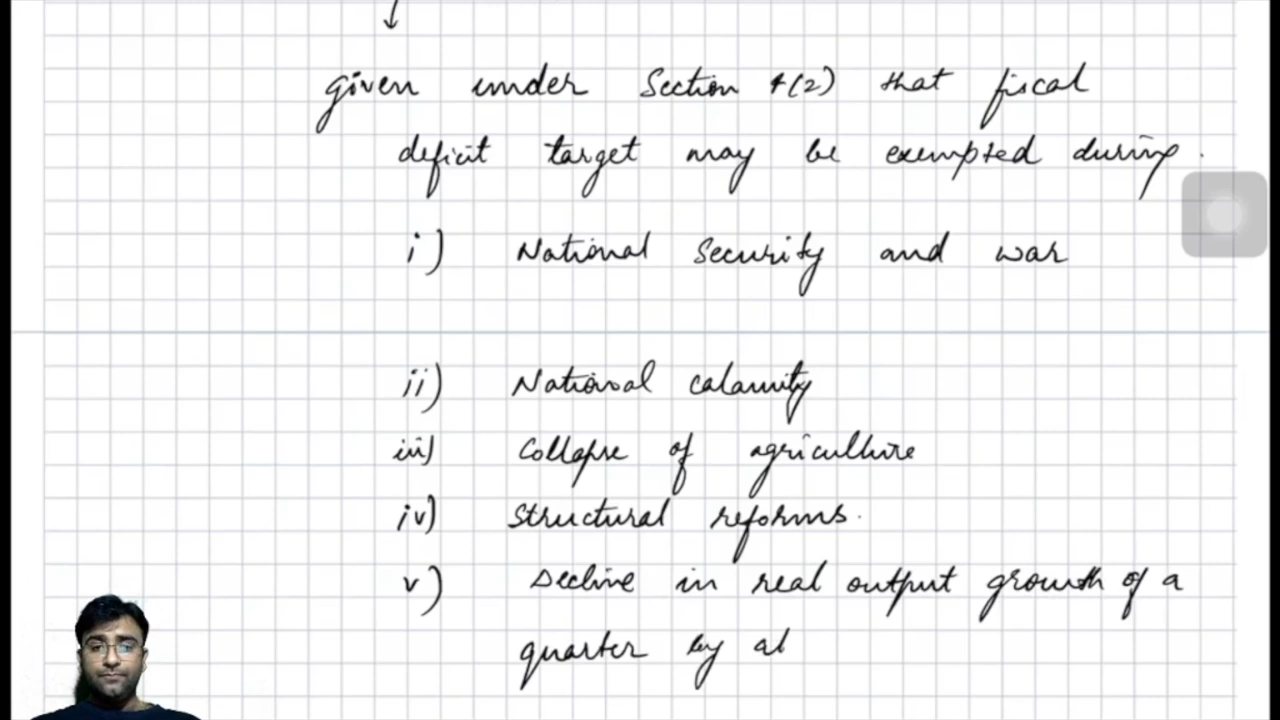 given under Section 4(2) that fiscal
deficit target may be exempted during
i) National Security and war
ii) National calamity
iii) Collapse of agriculture
iv) Structural reforms.
v) Decline in real output growth of a
quarter by at